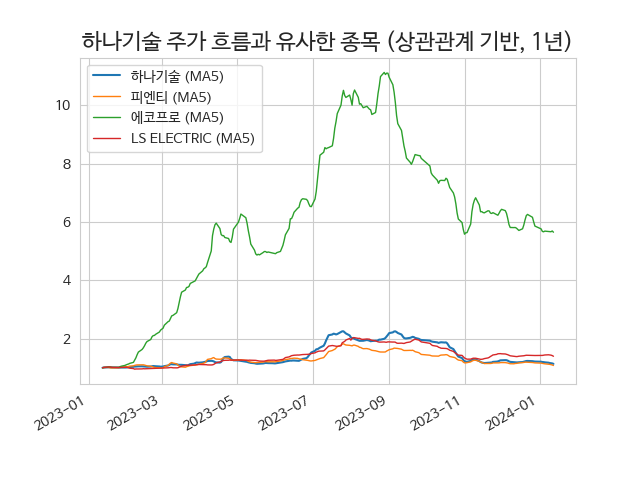 하나기술 주가 흐름과 유사한 종목 (상관관계 기반, 1년)
하나기술 (MA5)
피엔티 (MA5)
에코프로 (MA5)
LS ELECTRIC (MA5)
10
8
6
4
2
2023-01
2023-03
2023-05
2023-07
2023-09
2023-11
2024-01